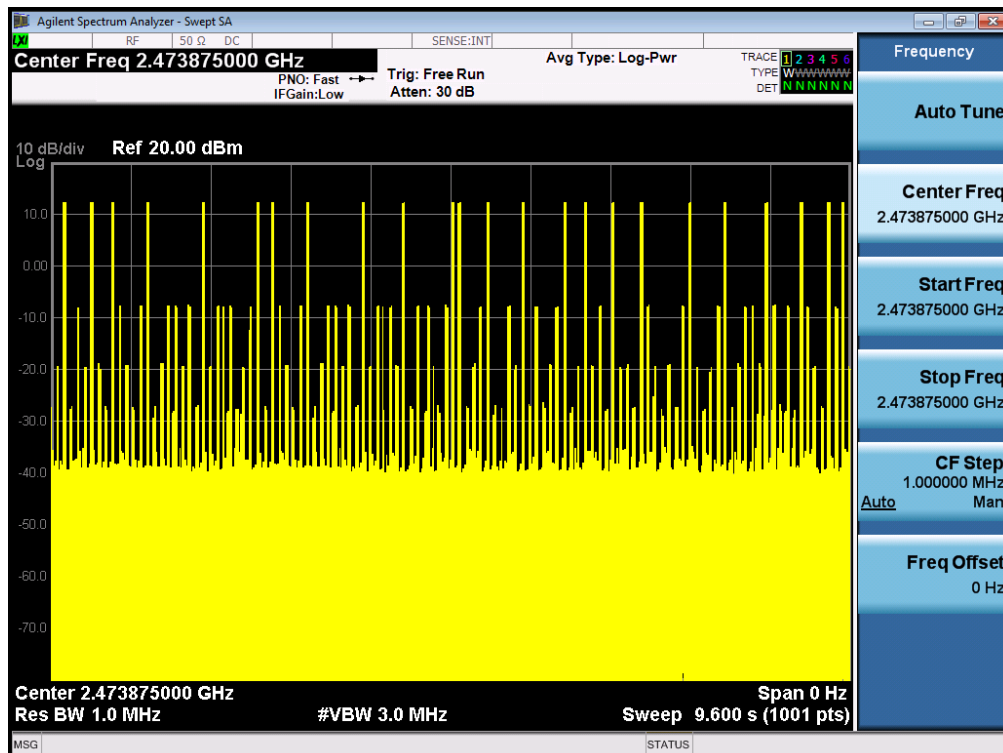 Agilent Spectrum Analyzer - Swept SA
LXI
RF 50 Ω DC SENSE:INT
Center Freq 2.473875000 GHz
PNO: Fast
IFGain:Low
Trig: Free Run
Atten: 30 dB
Avg Type: Log-Pwr
TRACE 1 2 3 4 5 6
TYPE WWWWWW
DET N N N N N N
10 dB/div Ref 20.00 dBm
Log
10.0
0.00
-10.0
-20.0
-30.0
-40.0
-50.0
-60.0
-70.0
Center 2.473875000 GHz Span 0 Hz
Res BW 1.0 MHz #VBW 3.0 MHz Sweep 9.600 s (1001 pts)
MSG STATUS
Frequency
Auto Tune
Center Freq
2.473875000 GHz
Start Freq
2.473875000 GHz
Stop Freq
2.473875000 GHz
CF Step
1.000000 MHz
Auto Man
Freq Offset
0 Hz